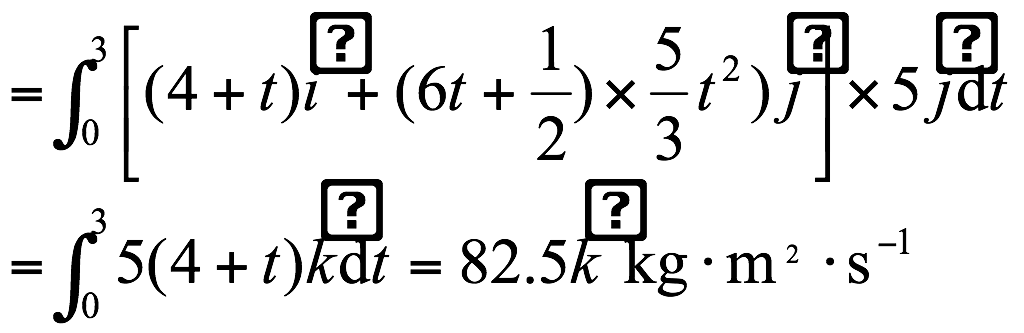 = ∫₀³ [(4 + t)i⃗ + (6t + 1/2) × 5/3 t²) j⃗] × 5 j⃗ dt
= ∫₀³ 5(4 + t)k⃗ dt = 82.5k⃗ kg · m² · s⁻¹